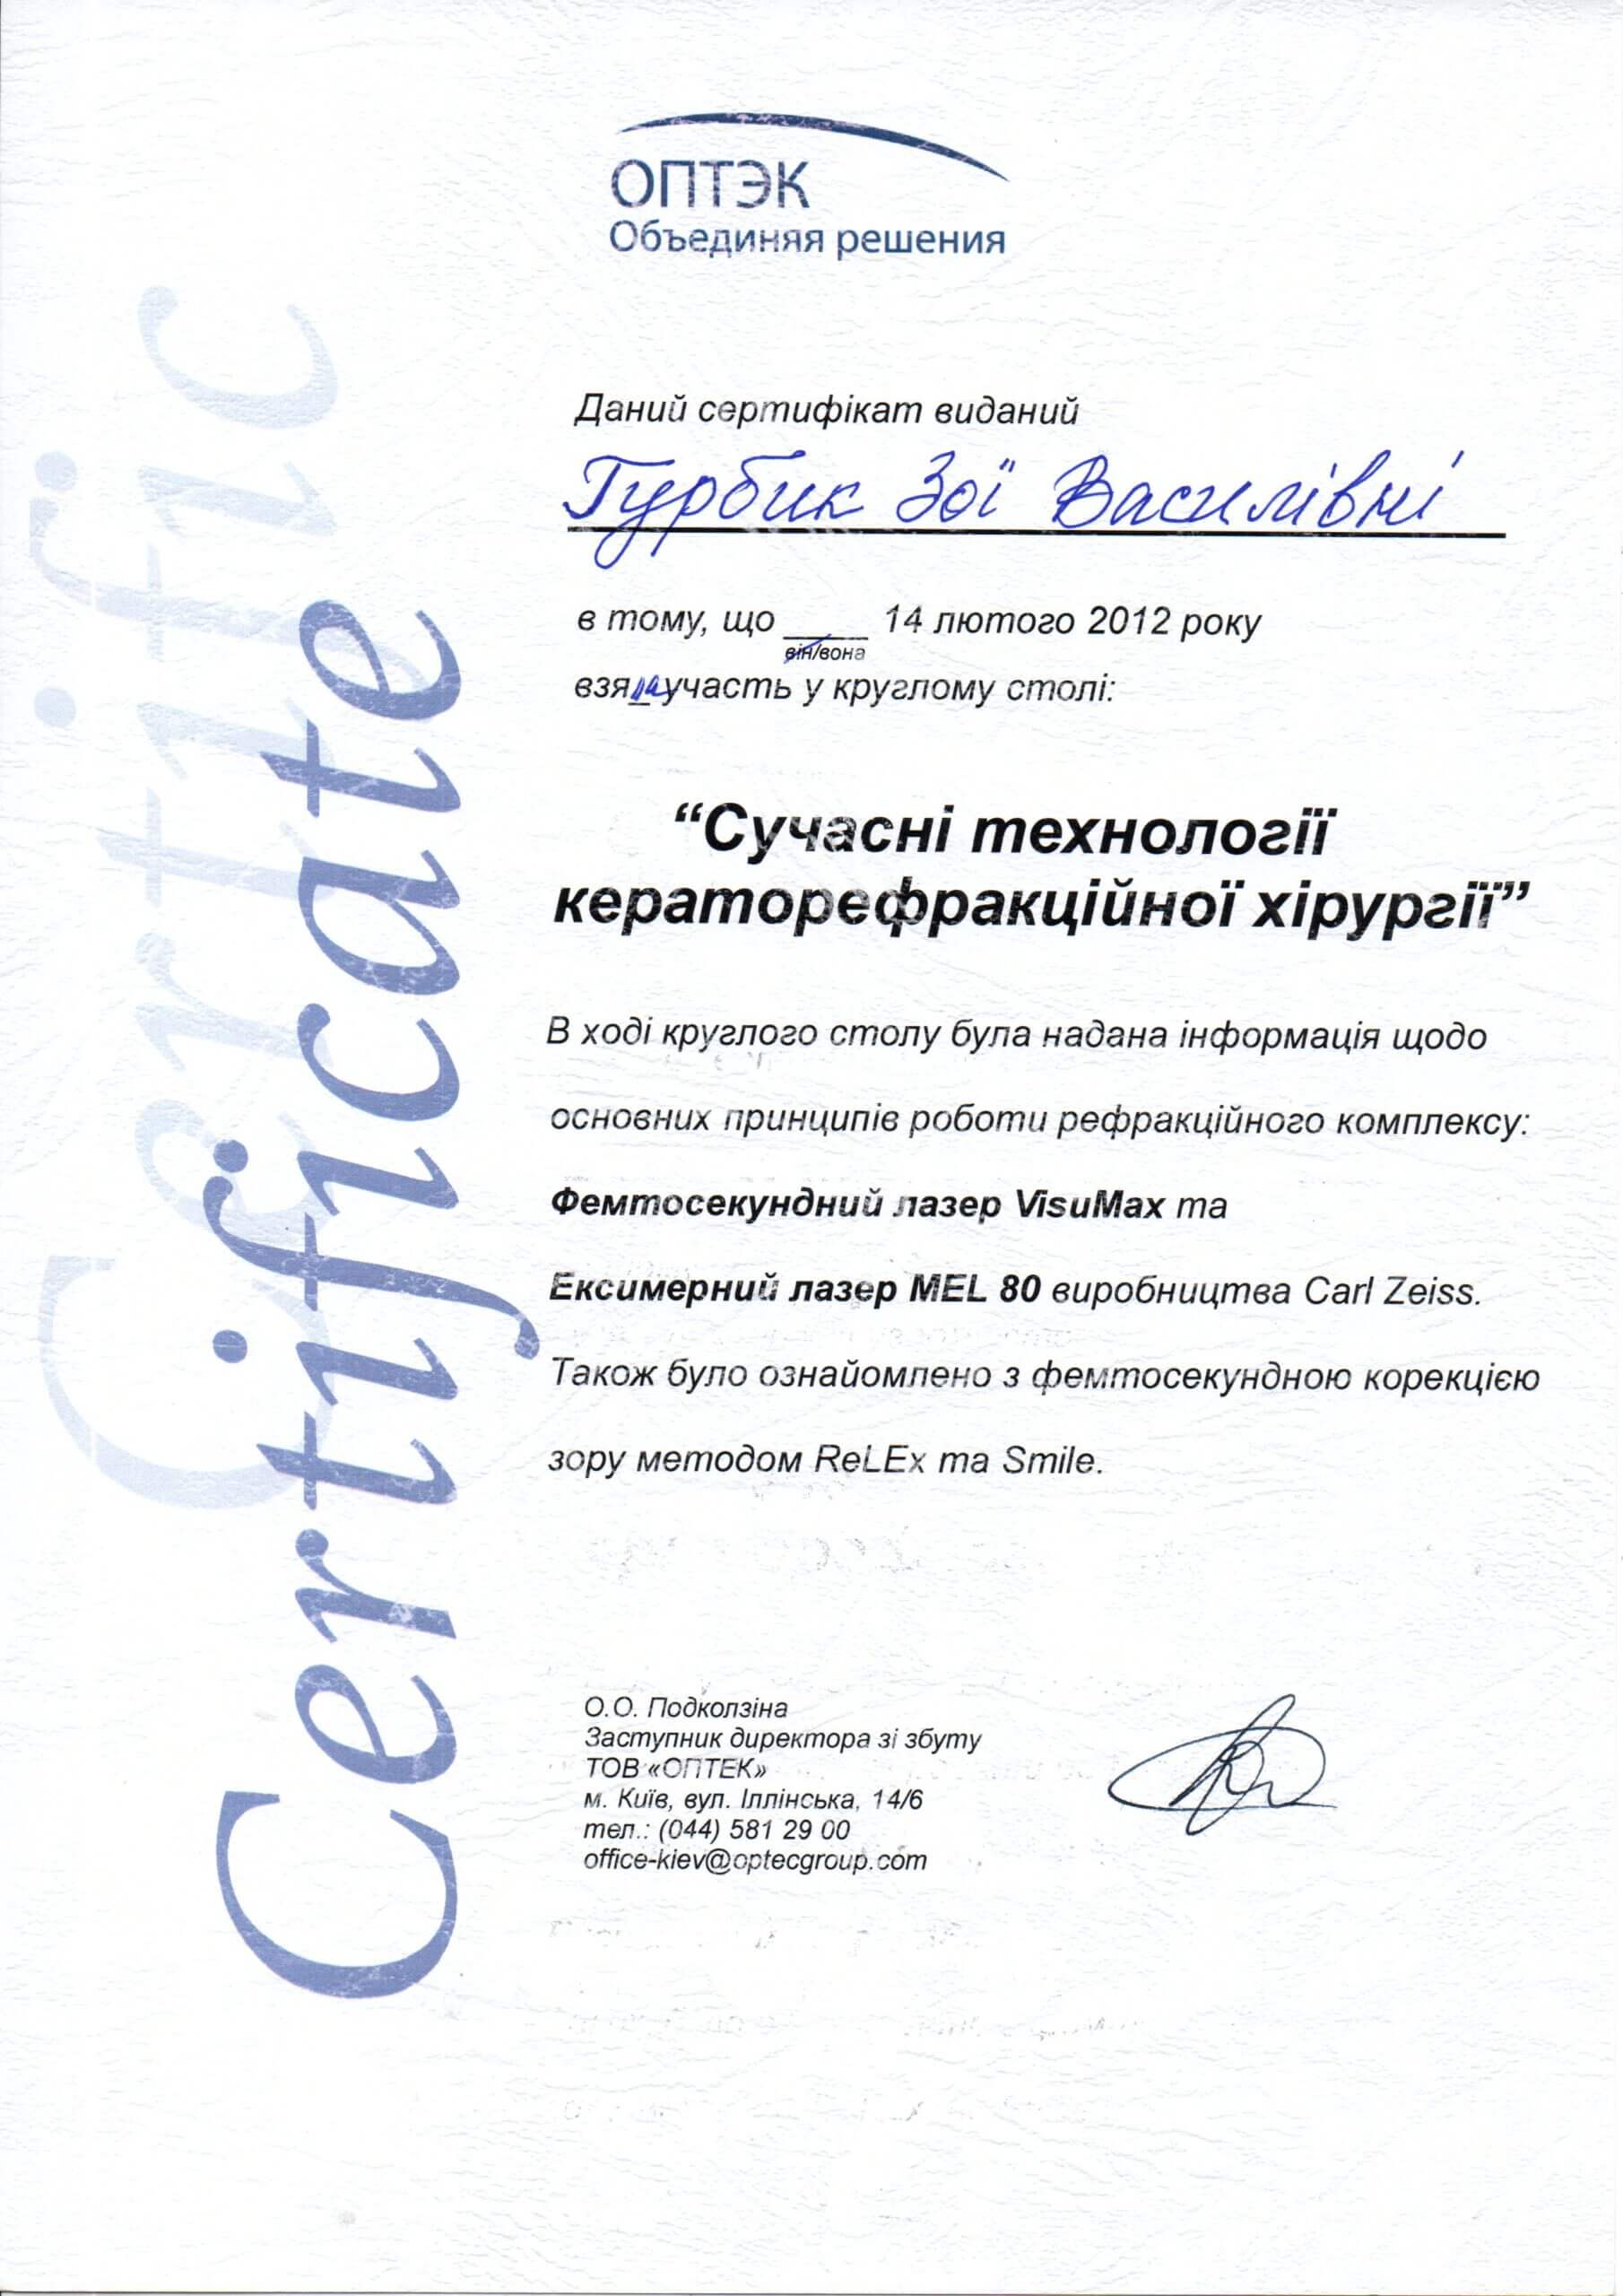 ОПТЭК
Объединяя решения
Certificate
Certific
Даний сертифікат виданий
Турбик Зої Василівні
в тому, що ____ 14 лютого 2012 року
він/вона
взяла участь у круглому столі:
“Сучасні технології
кераторефракційної хірургії”
В ході круглого столу була надана інформація щодо
основних принципів роботи рефракційного комплексу:
Фемтосекундний лазер VisuMax та
Ексимерний лазер MEL 80 виробництва Carl Zeiss.
Також було ознайомлено з фемтосекундною корекцією
зору методом ReLEx та Smile.
О.О. Подколзіна
Заступник директора зі збуту
ТОВ «ОПТЕК»
м. Київ, вул. Іллінська, 14/6
тел.: (044) 581 29 00
office-kiev@optecgroup.com